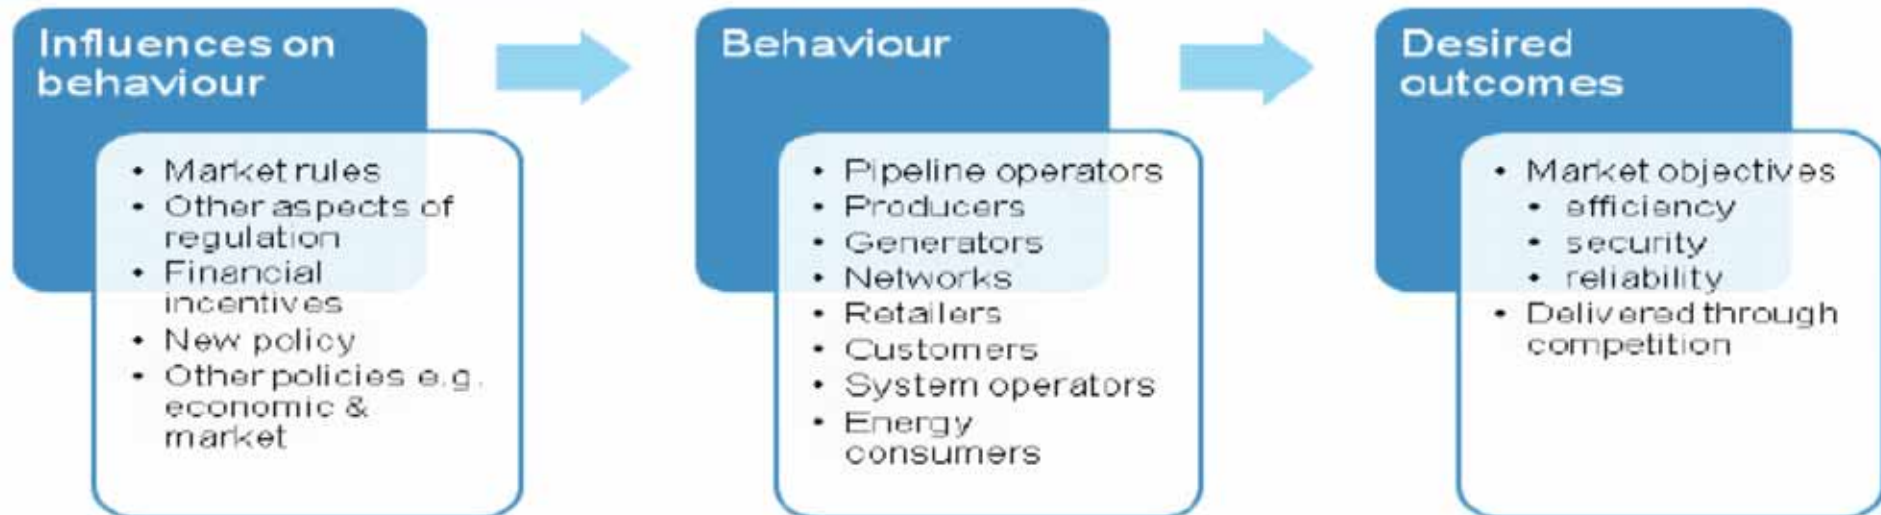 Influences on
behaviour
• Market rules
• Other aspects of
regulation
• Financial
incentives
• New policy
• Other policies e.g.
economic &
market
Behaviour
• Pipeline operators
• Producers
• Generators
• Networks
• Retailers
• Customers
• System operators
• Energy
consumers
Desired
outcomes
• Market objectives
• efficiency
• security
• reliability
• Delivered through
competition